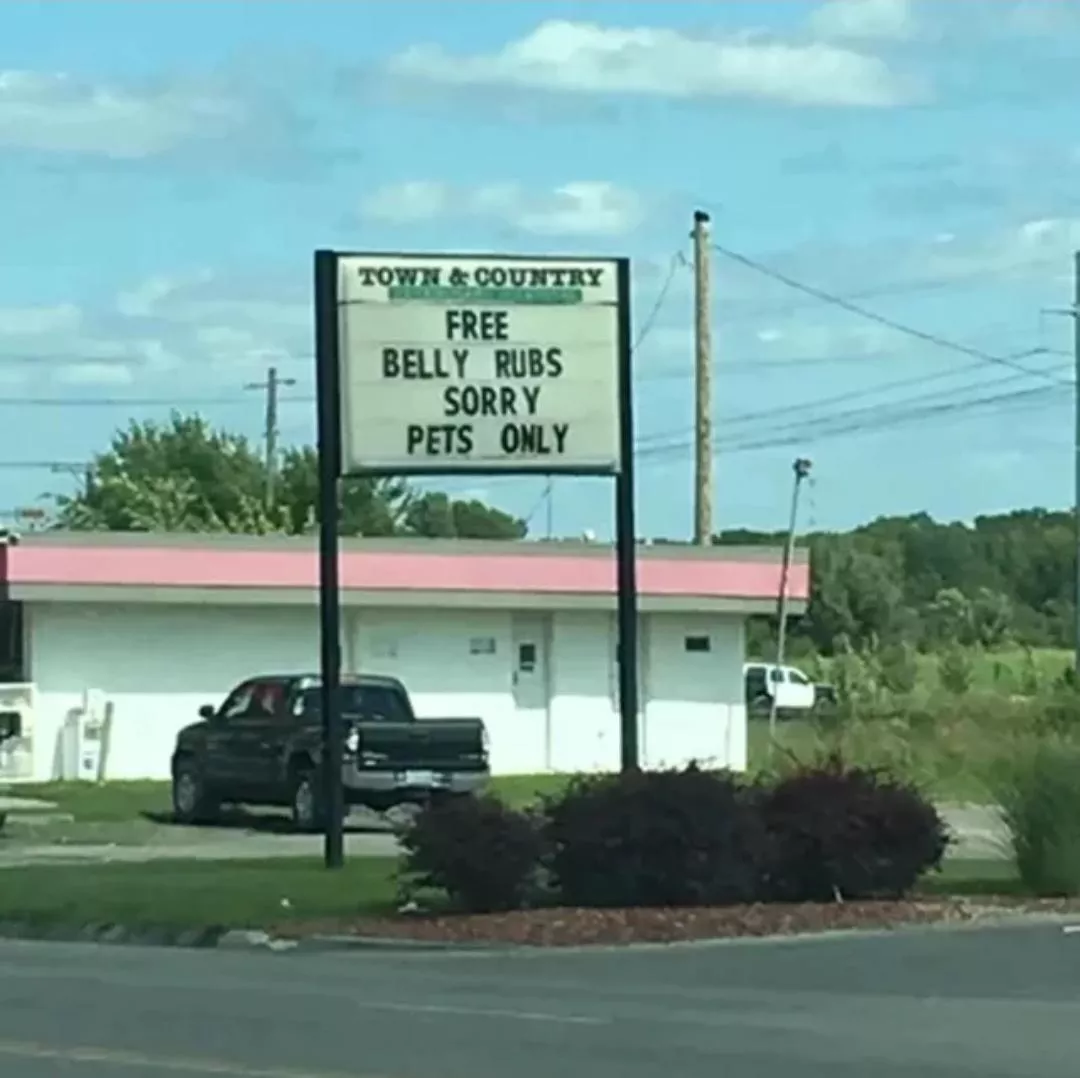 TOWN & COUNTRY
FREE
BELLY RUBS
SORRY
PETS ONLY